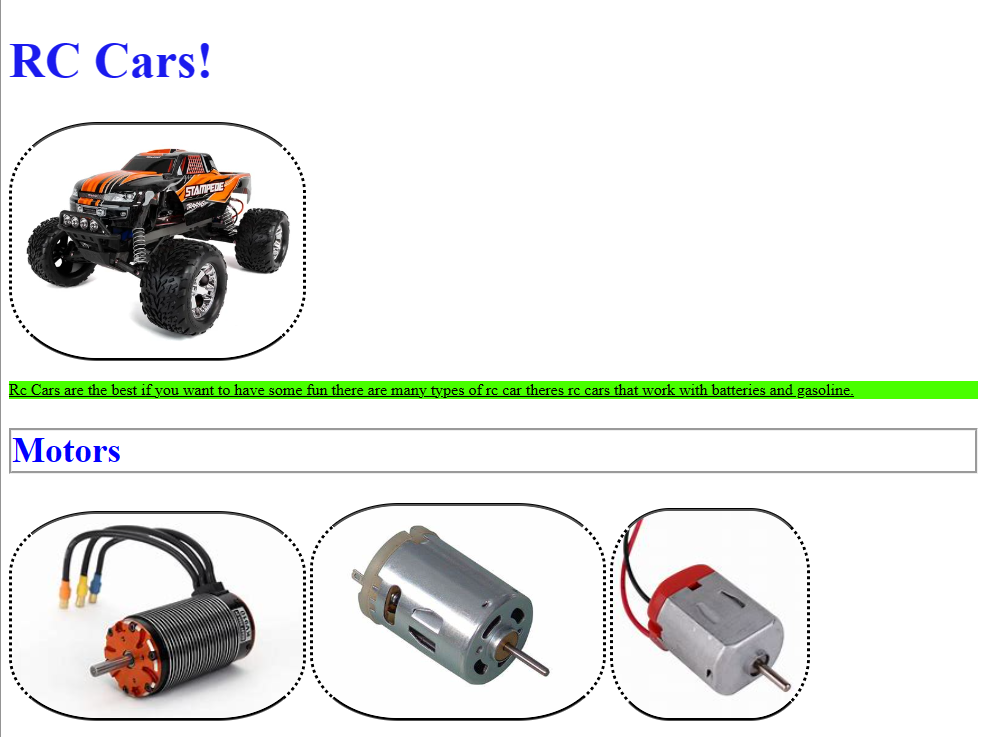 RC Cars!
STAMPEDE
TRAXXAS
Rc Cars are the best if you want to have some fun there are many types of rc car theres rc cars that work with batteries and gasoline.
Motors